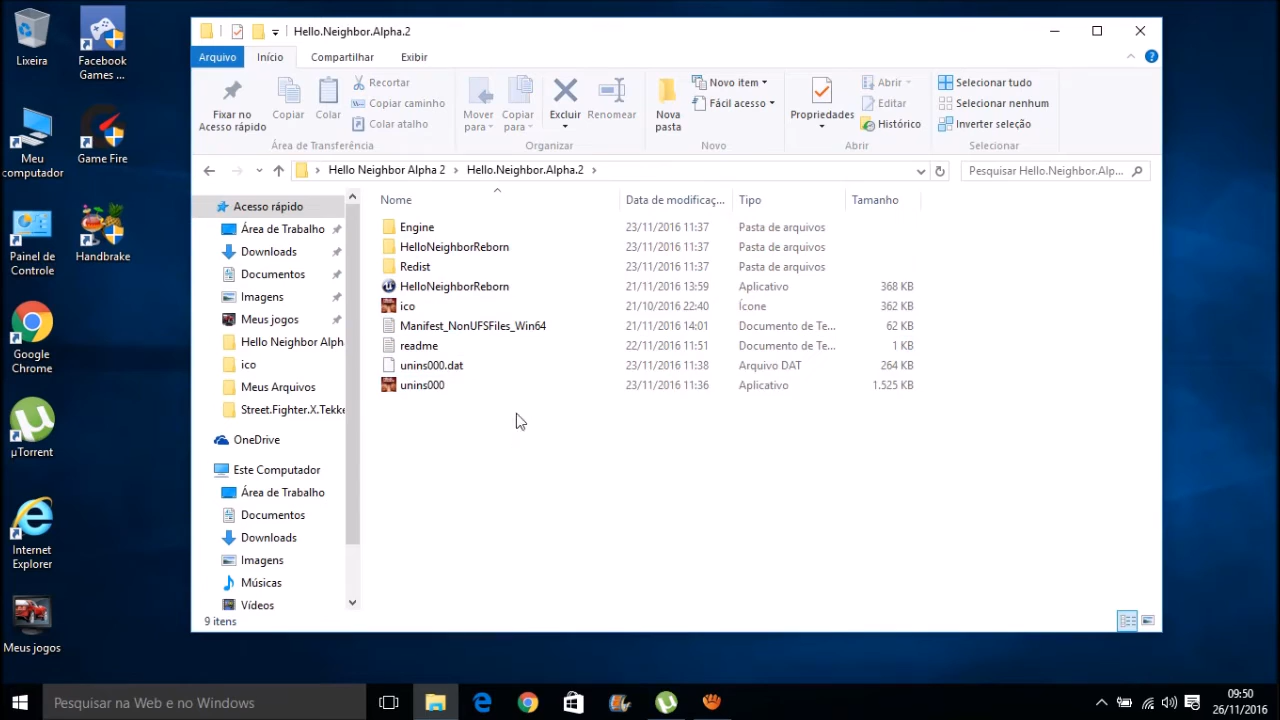 Lixeira
Facebook
Games ...
Meu
computador
Game Fire
Painel de
Controle
Handbrake
Google
Chrome
µTorrent
Internet
Explorer
Meus jogos
Hello.Neighbor.Alpha.2
Arquivo Início Compartilhar Exibir
Fixar no
Acesso rápido
Copiar
Colar
Recortar
Copiar caminho
Colar atalho
Área de Transferência
Mover
para
Copiar
para
Excluir
Renomear
Organizar
Nova
pasta
Novo item
Fácil acesso
Novo
Propriedades
Abrir
Editar
Histórico
Abrir
Selecionar tudo
Selecionar nenhum
Inverter seleção
Selecionar
Hello Neighbor Alpha 2 Hello.Neighbor.Alpha.2
Pesquisar Hello.Neighbor.Alp...
Acesso rápido
Área de Trabalho
Downloads
Documentos
Imagens
Meus jogos
Hello Neighbor Alph
ico
Meus Arquivos
Street.Fighter.X.Tekke
OneDrive
Este Computador
Área de Trabalho
Documentos
Downloads
Imagens
Músicas
Vídeos
Nome Data de modificaç... Tipo Tamanho
Engine 23/11/2016 11:37 Pasta de arquivos
HelloNeighborReborn 23/11/2016 11:37 Pasta de arquivos
Redist 23/11/2016 11:37 Pasta de arquivos
HelloNeighborReborn 21/11/2016 13:59 Aplicativo 368 KB
ico 21/10/2016 22:40 Ícone 362 KB
Manifest_NonUFSFiles_Win64 21/11/2016 14:01 Documento de Te... 62 KB
readme 22/11/2016 11:51 Documento de Te... 1 KB
unins000.dat 23/11/2016 11:38 Arquivo DAT 264 KB
unins000 23/11/2016 11:36 Aplicativo 1.525 KB
9 itens
Pesquisar na Web e no Windows
09:50
26/11/2016